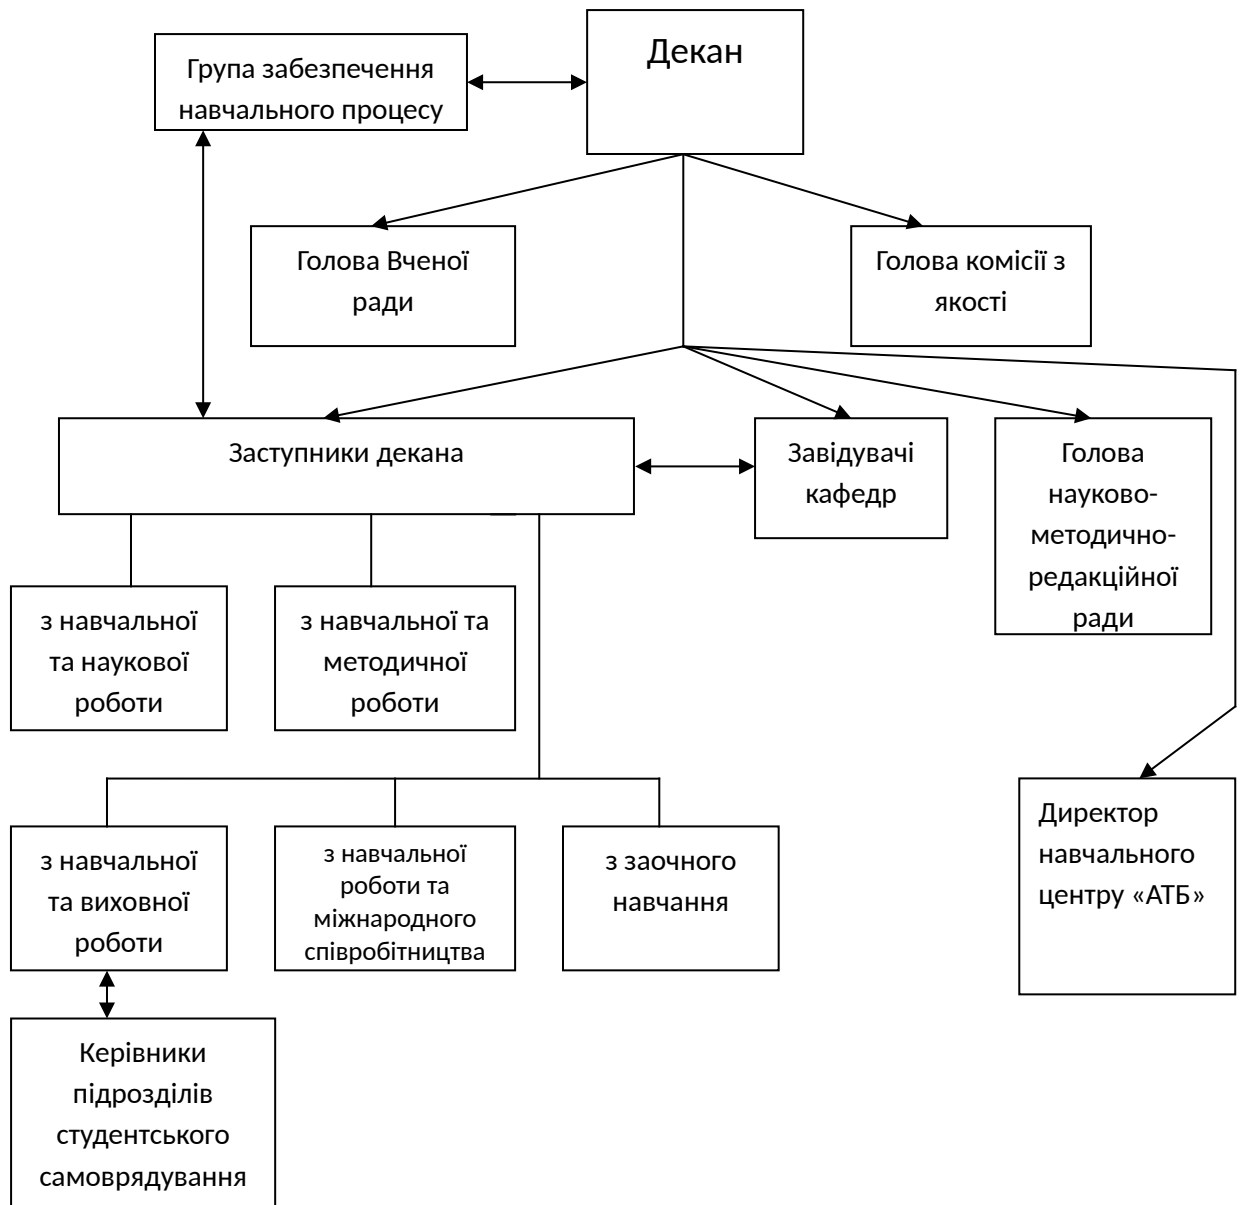 Декан
Група забезпечення
навчального процесу
Голова Вченої
ради
Голова комісії з
якості
Заступники декана
Завідувачі
кафедр
Голова
науково-
методично-
редакційної
ради
з навчальної
та наукової
роботи
з навчальної та
методичної
роботи
з навчальної
та виховної
роботи
з навчальної
роботи та
міжнародного
співробітництва
з заочного
навчання
Директор
навчального
центру «АТБ»
Керівники
підрозділів
студентського
самоврядування